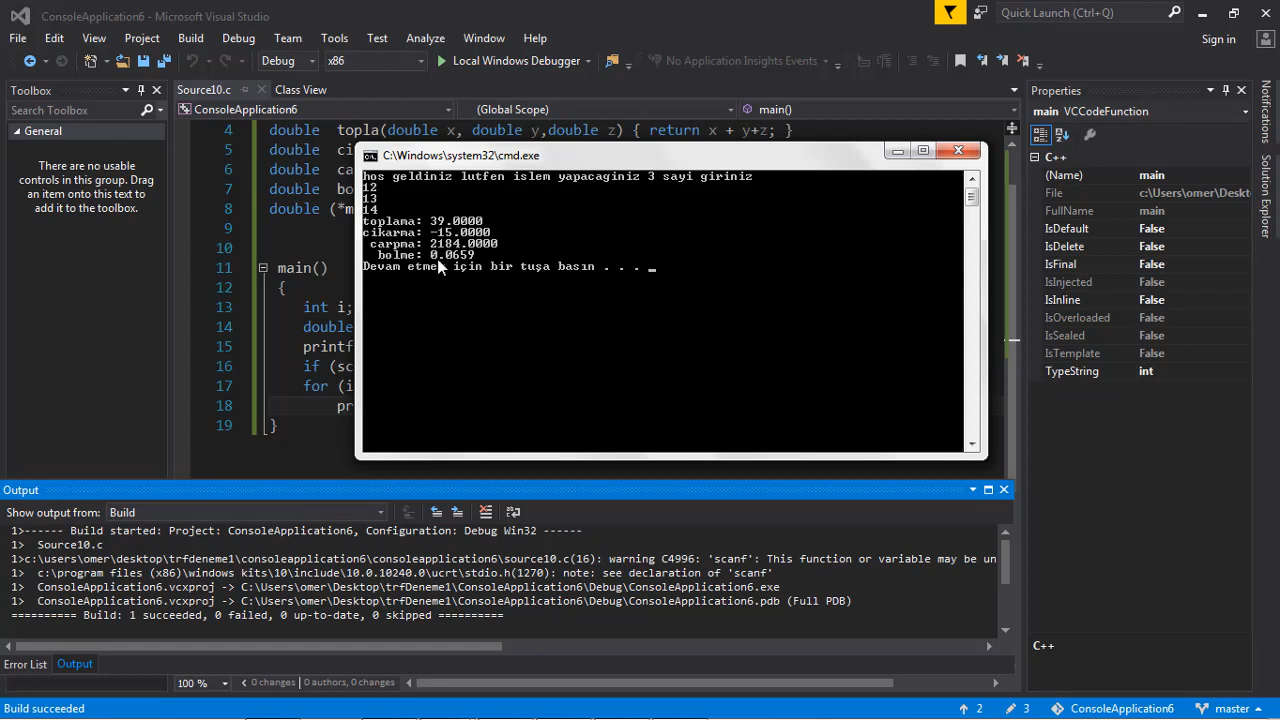 ConsoleApplication6 - Microsoft Visual Studio
Quick Launch (Ctrl+Q)
File Edit View Project Build Debug Team Tools Test Analyze Window Help
Sign in
Debug x86 Local Windows Debugger No Application Insights Events
Toolbox
Search Toolbox
General
There are no usable
controls in this group. Drag
an item onto this text to
add it to the toolbox.
Source10.c Class View
ConsoleApplication6 (Global Scope) main()
4 double topla(double x, double y,double z) { return x + y+z; }
5 double ci
6 double ca
7 double bo
8 double (*m
11 main()
12 {
13 int i;
14 double
15 printf
16 if (sc
17 for (i
18 pr
19 }
C:\Windows\system32\cmd.exe
hos geldiniz lutfen islem yapacaginiz 3 sayi giriniz
12
13
14
toplama: 39.0000
cikarma: -15.0000
carpma: 2184.0000
bolme: 0.0659
Devam etmek için bir tuşa basın . . . _
100 %
0 changes | 0 authors, 0 changes
Properties
main VCCodeFunction
C++
(Name) main
File c:\Users\omer\Deskt
FullName main
IsDefault False
IsDelete False
IsFinal False
IsInjected False
IsInline False
IsOverloaded False
IsSealed False
IsTemplate False
TypeString int
C++
Solution Explorer
Output
Show output from: Build
1>------ Build started: Project: ConsoleApplication6, Configuration: Debug Win32 ------
1> Source10.c
1>c:\users\omer\desktop\trfdeneme1\consoleapplication6\consoleapplication6\source10.c(16): warning C4996: 'scanf': This function or variable may be un
1> c:\program files (x86)\windows kits\10\include\10.0.10240.0\ucrt\stdio.h(1270): note: see declaration of 'scanf'
1> ConsoleApplication6.vcxproj -> C:\Users\omer\Desktop\trfDeneme1\ConsoleApplication6\Debug\ConsoleApplication6.exe
1> ConsoleApplication6.vcxproj -> C:\Users\omer\Desktop\trfDeneme1\ConsoleApplication6\Debug\ConsoleApplication6.pdb (Full PDB)
========== Build: 1 succeeded, 0 failed, 0 up-to-date, 0 skipped ==========
Error List Output
Build succeeded
2 3 ConsoleApplication6 master